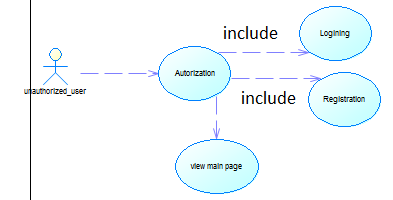 include
Logining
Autorization
unauthorized_user
include
Registration
view main page